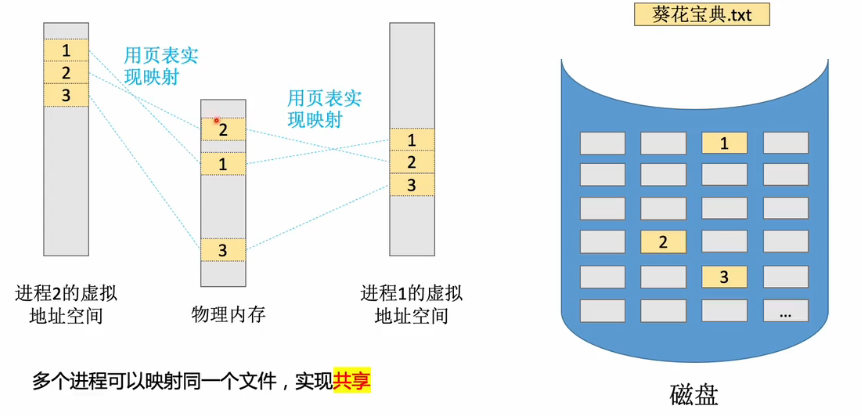 葵花宝典.txt
1
2
3
用页表实
现映射
2
1
3
用页表实
现映射
1
2
3
进程2的虚拟
地址空间
物理内存
进程1的虚拟
地址空间
多个进程可以映射同一个文件，实现共享
1
2
3
...
磁盘